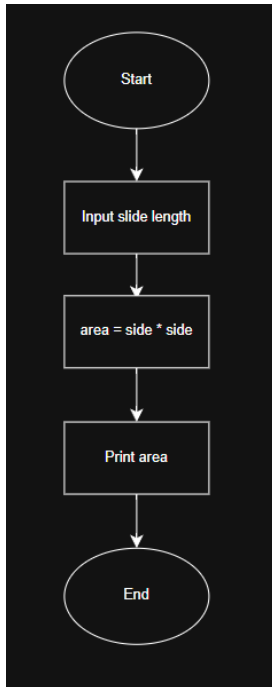 Start
Input slide length
area = side * side
Print area
End